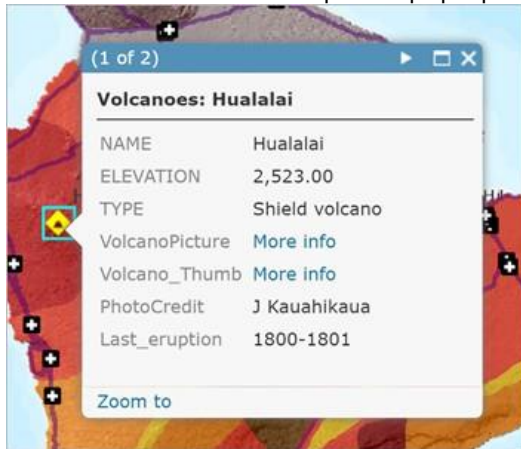 (1 of 2)
Volcanoes: Hualalai
NAME Hualalai
ELEVATION 2,523.00
TYPE Shield volcano
VolcanoPicture More info
Volcano_Thumb More info
PhotoCredit J Kauahikaua
Last_eruption 1800-1801
Zoom to